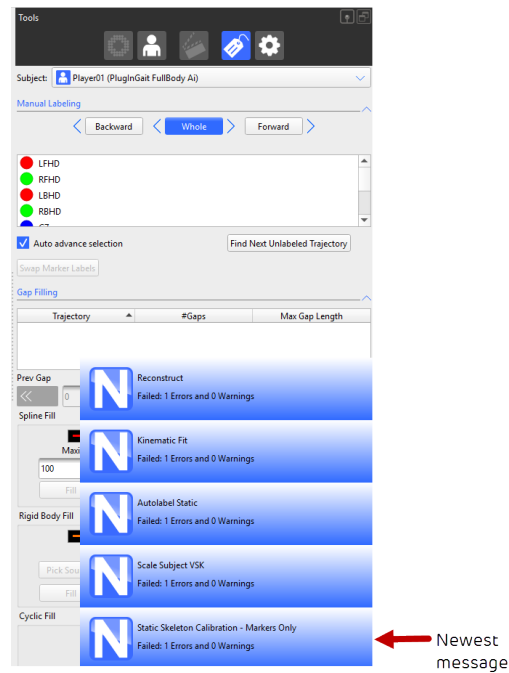 Tools
Subject: Player01 (PlugInGait FullBody Ai)
Manual Labeling
Backward Whole Forward
LFHD
RFHD
LBHD
RBHD
Auto advance selection Find Next Unlabeled Trajectory
Swap Marker Labels
Gap Filling
Trajectory #Gaps Max Gap Length
Prev Gap
0
Spline Fill
100
Fill
Rigid Body Fill
Fill
Cyclic Fill
N Reconstruct
Failed: 1 Errors and 0 Warnings
N Kinematic Fit
Failed: 1 Errors and 0 Warnings
N Autolabel Static
Failed: 1 Errors and 0 Warnings
N Scale Subject VSK
Failed: 1 Errors and 0 Warnings
N Static Skeleton Calibration - Markers Only
Failed: 1 Errors and 0 Warnings
Newest
message